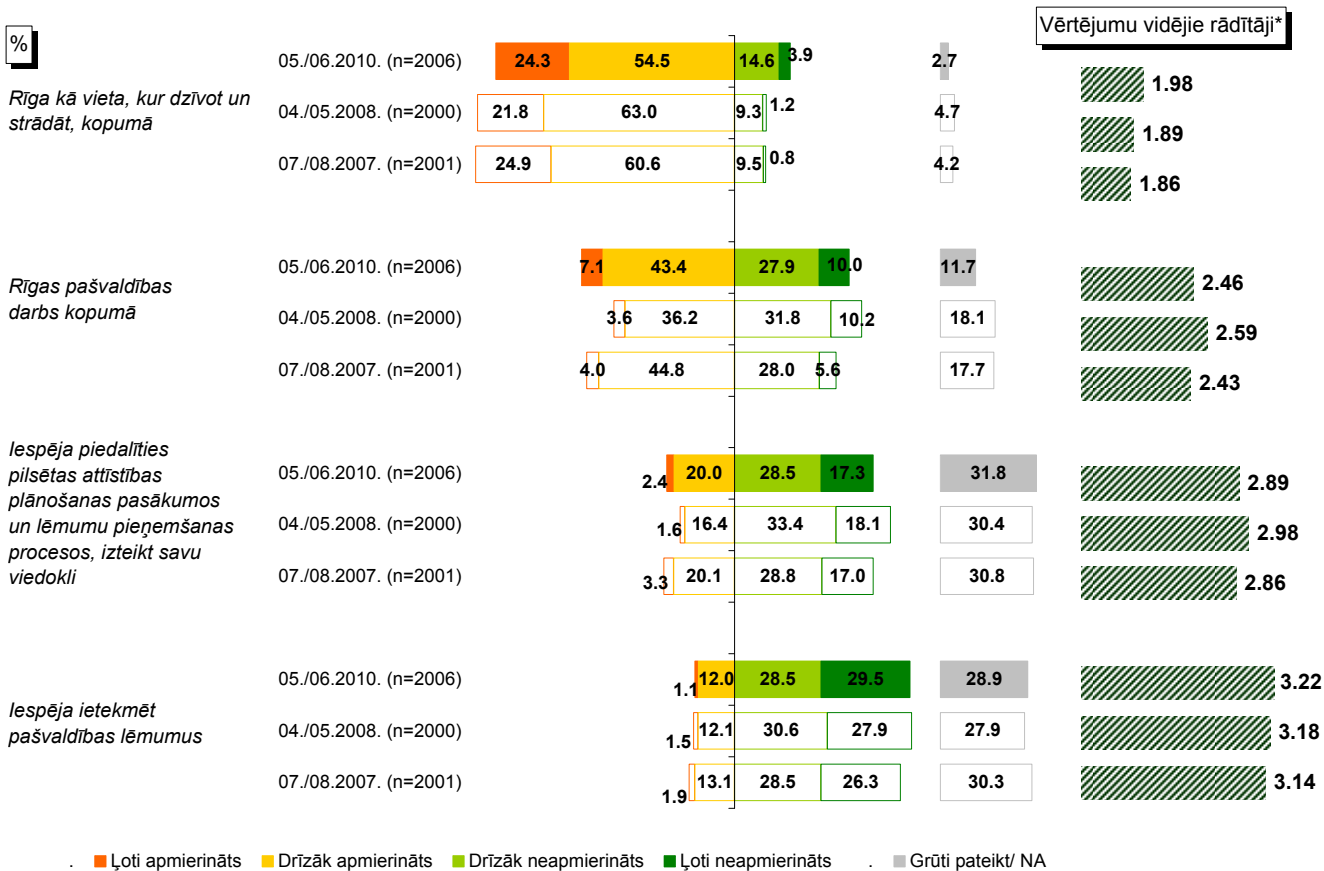 %
Vērtējumu vidējie rādītāji*
Rīga kā vieta, kur dzīvot un
strādāt, kopumā
05./06.2010. (n=2006) 24.3 54.5 14.6 3.9 2.7 1.98
04./05.2008. (n=2000) 21.8 63.0 9.3 1.2 4.7 1.89
07./08.2007. (n=2001) 24.9 60.6 9.5 0.8 4.2 1.86
Rīgas pašvaldības
darbs kopumā
05./06.2010. (n=2006) 7.1 43.4 27.9 10.0 11.7 2.46
04./05.2008. (n=2000) 3.6 36.2 31.8 10.2 18.1 2.59
07./08.2007. (n=2001) 4.0 44.8 28.0 5.6 17.7 2.43
Iespēja piedalīties
pilsētas attīstības
plānošanas pasākumos
un lēmumu pieņemšanas
procesos, izteikt savu
viedokli
05./06.2010. (n=2006) 2.4 20.0 28.5 17.3 31.8 2.89
04./05.2008. (n=2000) 1.6 16.4 33.4 18.1 30.4 2.98
07./08.2007. (n=2001) 3.3 20.1 28.8 17.0 30.8 2.86
Iespēja ietekmēt
pašvaldības lēmumus
05./06.2010. (n=2006) 1.1 12.0 28.5 29.5 28.9 3.22
04./05.2008. (n=2000) 1.5 12.1 30.6 27.9 27.9 3.18
07./08.2007. (n=2001) 1.9 13.1 28.5 26.3 30.3 3.14
. Ļoti apmierināts Drīzāk apmierināts Drīzāk neapmierināts Ļoti neapmierināts . Grūti pateikt/ NA